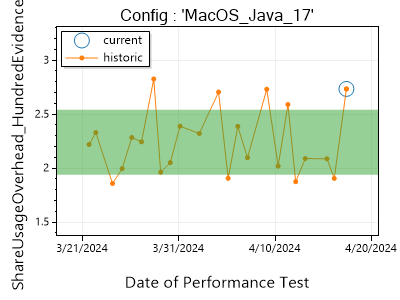 Config : 'MacOS_Java_17'
current
historic
ShareUsageOverhead_HundredEvidence
3
2.5
2
1.5
3/21/2024
3/31/2024
4/10/2024
4/20/2024
Date of Performance Test